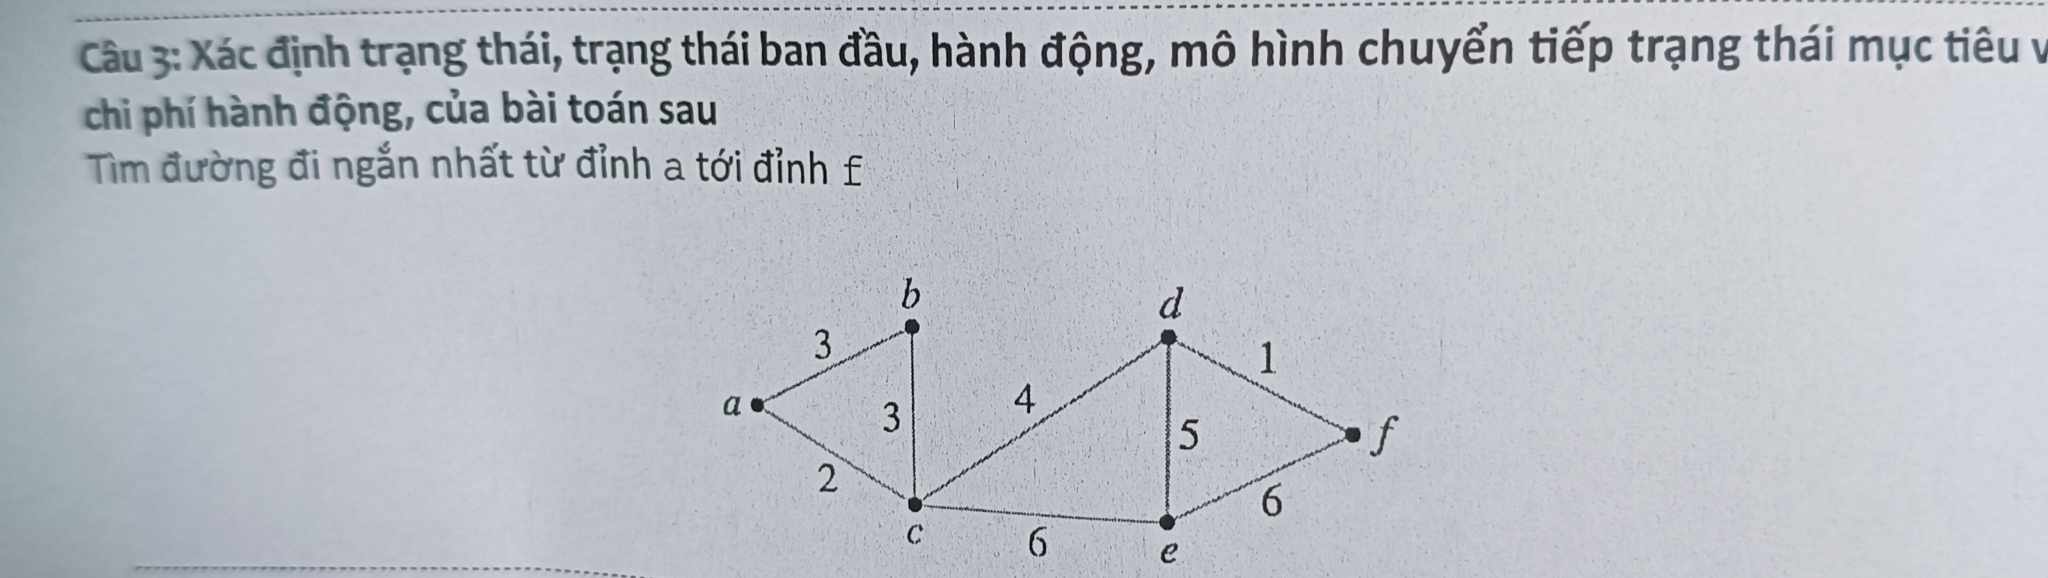 Câu 3: Xác định trạng thái, trạng thái ban đầu, hành động, mô hình chuyển tiếp trạng thái mục tiêu v
chi phí hành động, của bài toán sau
Tìm đường đi ngắn nhất từ đỉnh a tới đỉnh f
b
d
3
1
a
4
3
5
f
2
6
c
6
e